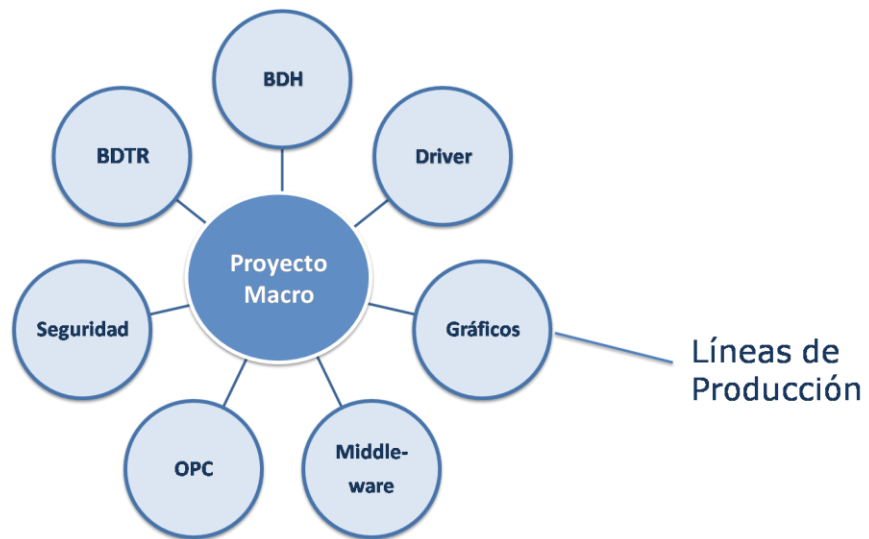 BDH
BDTR
Driver
Proyecto
Macro
Seguridad
Gráficos
Líneas de
Producción
OPC
Middle-
ware